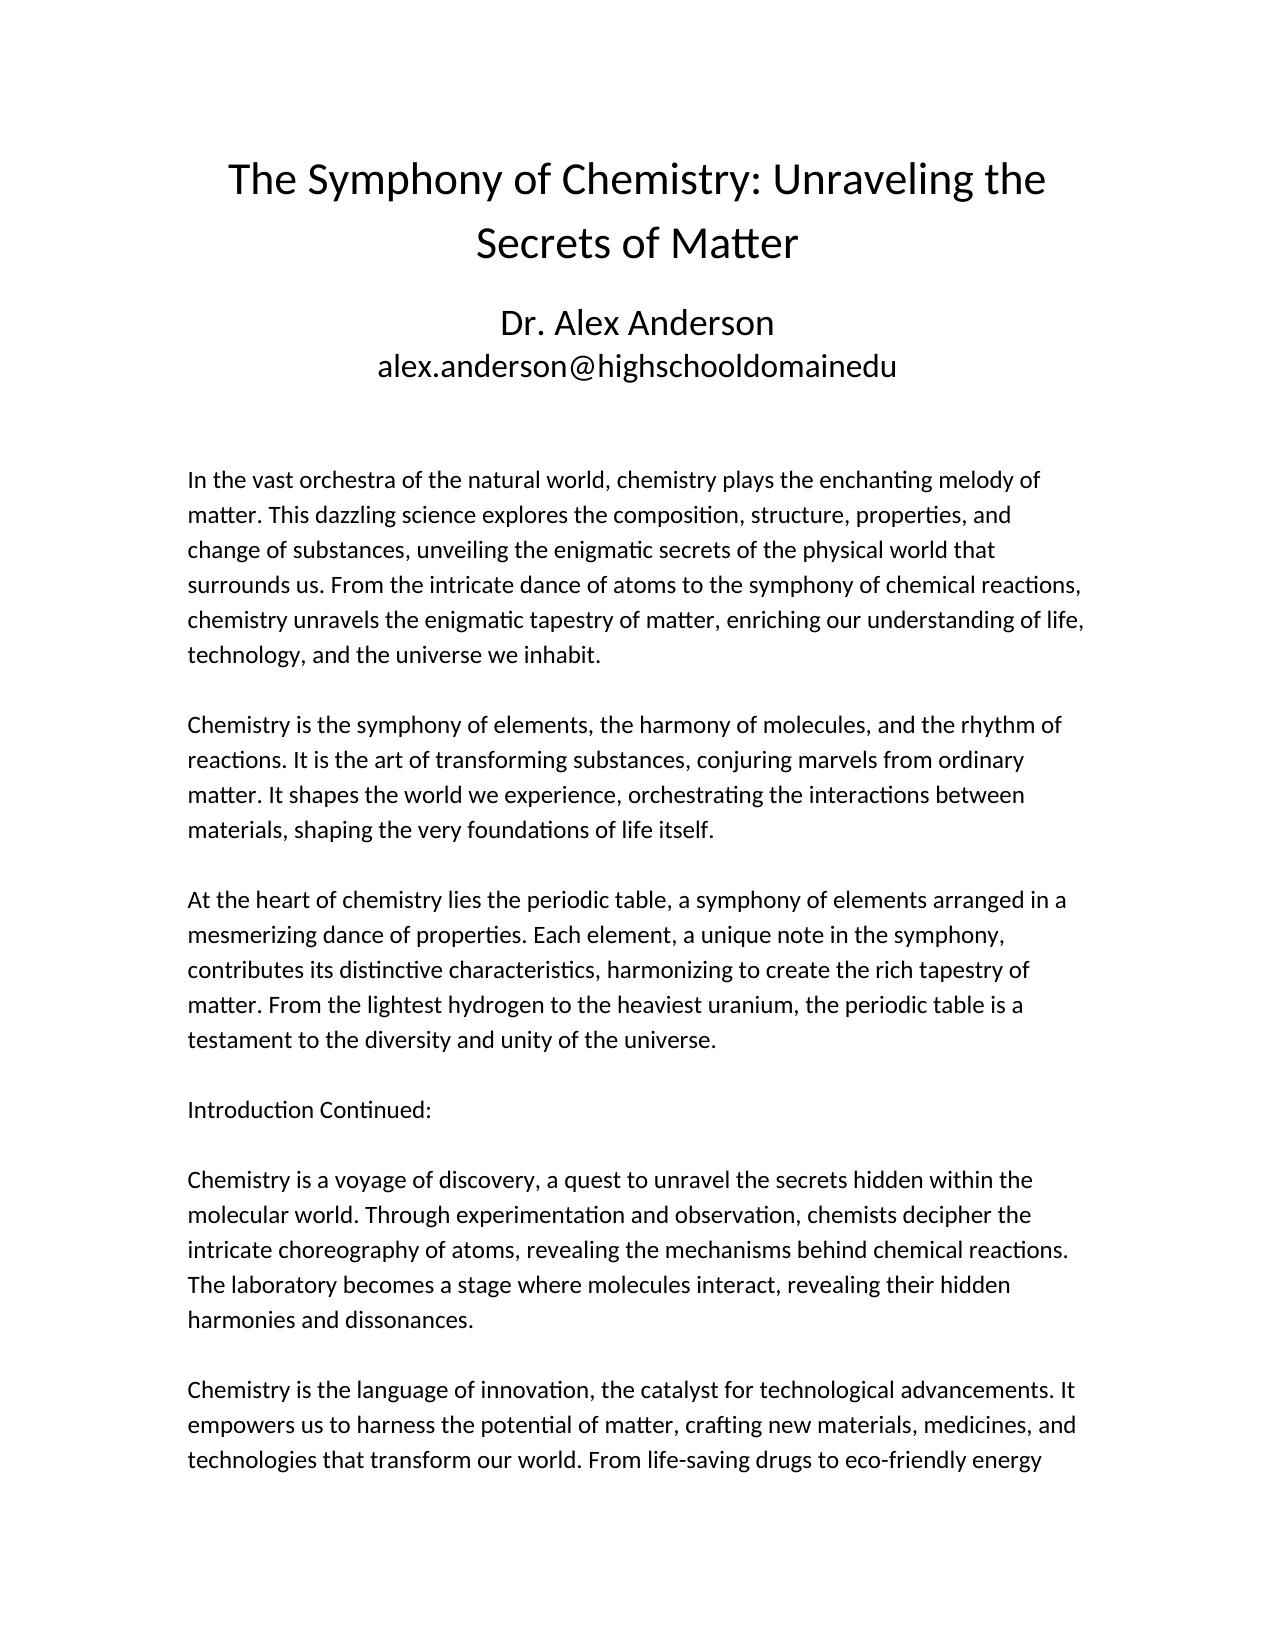 The Symphony of Chemistry: Unraveling the
Secrets of Matter
Dr. Alex Anderson
alex.anderson@highschooldomainedu
In the vast orchestra of the natural world, chemistry plays the enchanting melody of
matter. This dazzling science explores the composition, structure, properties, and
change of substances, unveiling the enigmatic secrets of the physical world that
surrounds us. From the intricate dance of atoms to the symphony of chemical reactions,
chemistry unravels the enigmatic tapestry of matter, enriching our understanding of life,
technology, and the universe we inhabit.
Chemistry is the symphony of elements, the harmony of molecules, and the rhythm of
reactions. It is the art of transforming substances, conjuring marvels from ordinary
matter. It shapes the world we experience, orchestrating the interactions between
materials, shaping the very foundations of life itself.
At the heart of chemistry lies the periodic table, a symphony of elements arranged in a
mesmerizing dance of properties. Each element, a unique note in the symphony,
contributes its distinctive characteristics, harmonizing to create the rich tapestry of
matter. From the lightest hydrogen to the heaviest uranium, the periodic table is a
testament to the diversity and unity of the universe.
Introduction Continued:
Chemistry is a voyage of discovery, a quest to unravel the secrets hidden within the
molecular world. Through experimentation and observation, chemists decipher the
intricate choreography of atoms, revealing the mechanisms behind chemical reactions.
The laboratory becomes a stage where molecules interact, revealing their hidden
harmonies and dissonances.
Chemistry is the language of innovation, the catalyst for technological advancements. It
empowers us to harness the potential of matter, crafting new materials, medicines, and
technologies that transform our world. From life-saving drugs to eco-friendly energy